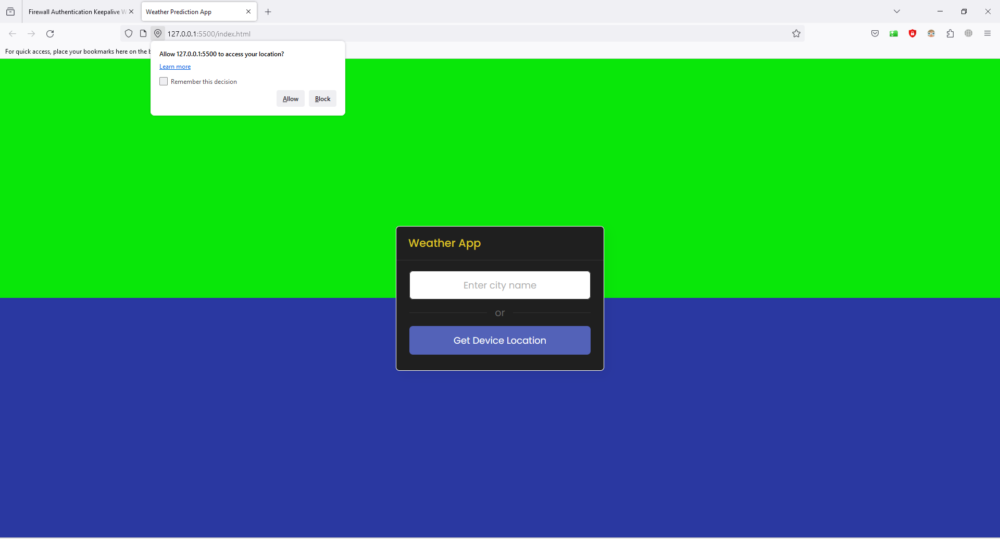 Firewall Authentication Keepalive W
Weather Prediction App
127.0.0.1:5500/index.html
For quick access, place your bookmarks here on the b
Allow 127.0.0.1:5500 to access your location?
Learn more
Remember this decision
Allow
Block
Weather App
Enter city name
or
Get Device Location